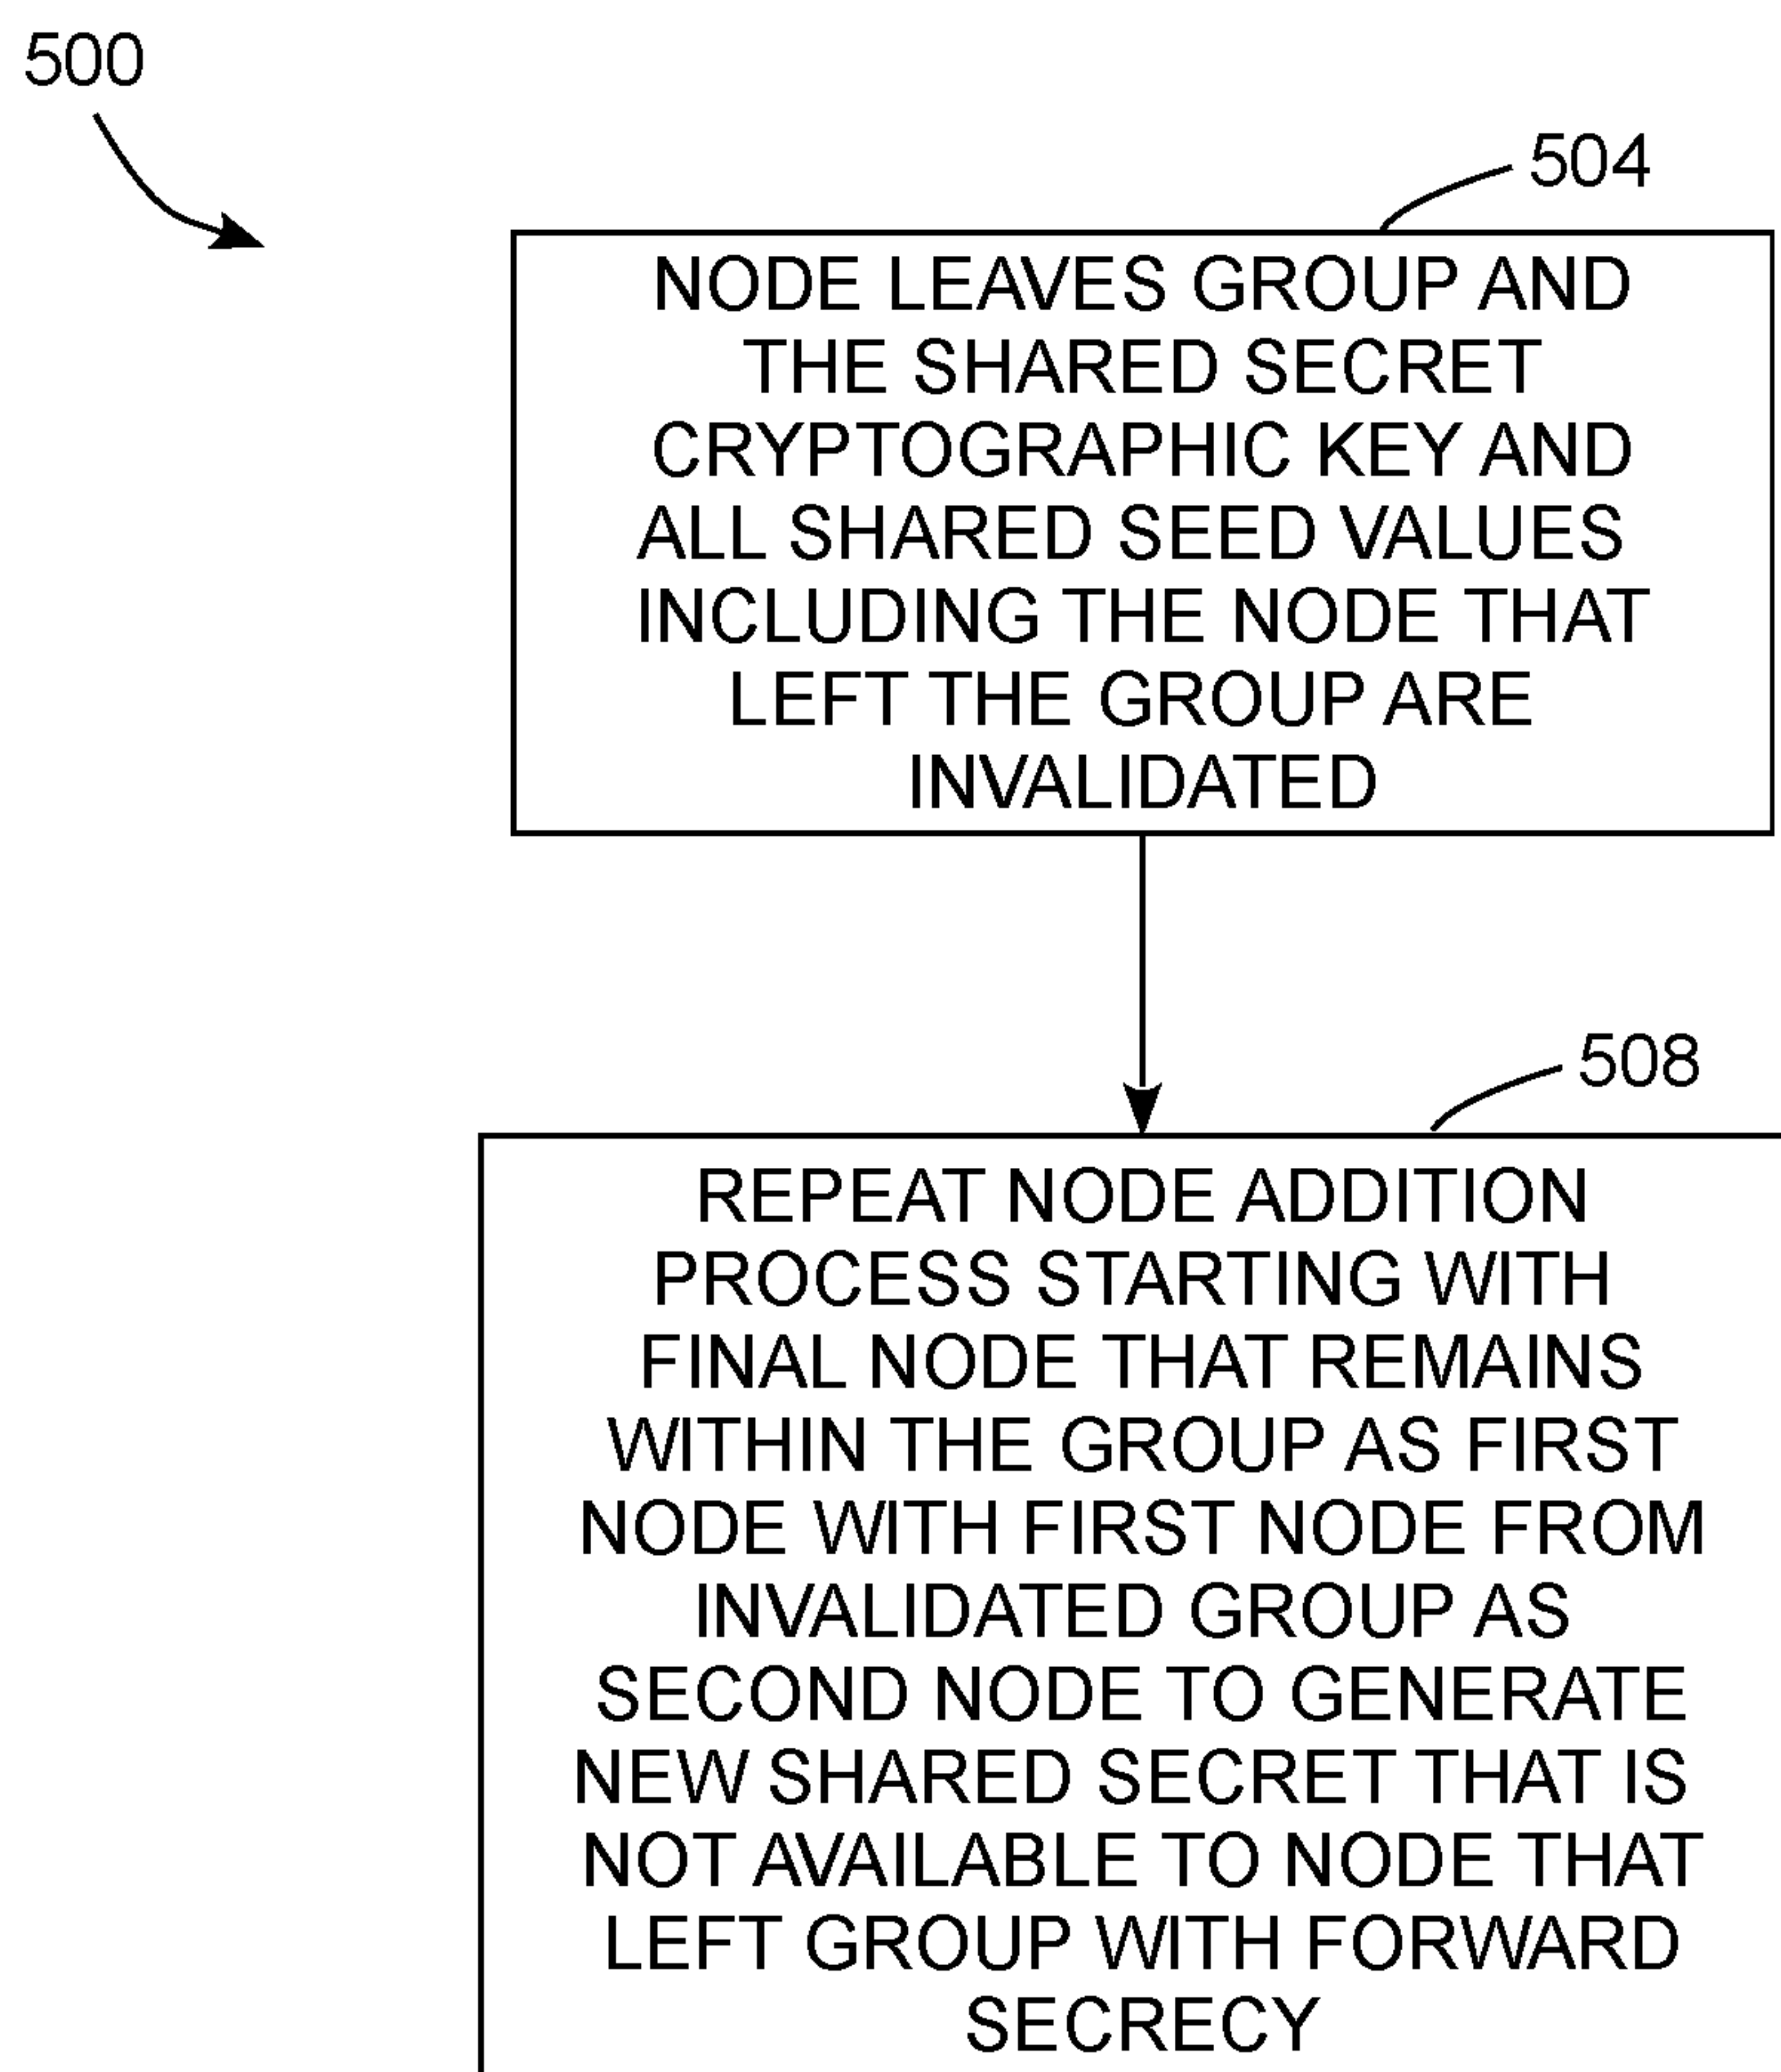 500
504
NODE LEAVES GROUP AND
THE SHARED SECRET
CRYPTOGRAPHIC KEY AND
ALL SHARED SEED VALUES
INCLUDING THE NODE THAT
LEFT THE GROUP ARE
INVALIDATED
508
REPEAT NODE ADDITION
PROCESS STARTING WITH
FINAL NODE THAT REMAINS
WITHIN THE GROUP AS FIRST
NODE WITH FIRST NODE FROM
INVALIDATED GROUP AS
SECOND NODE TO GENERATE
NEW SHARED SECRET THAT IS
NOT AVAILABLE TO NODE THAT
LEFT GROUP WITH FORWARD
SECRECY